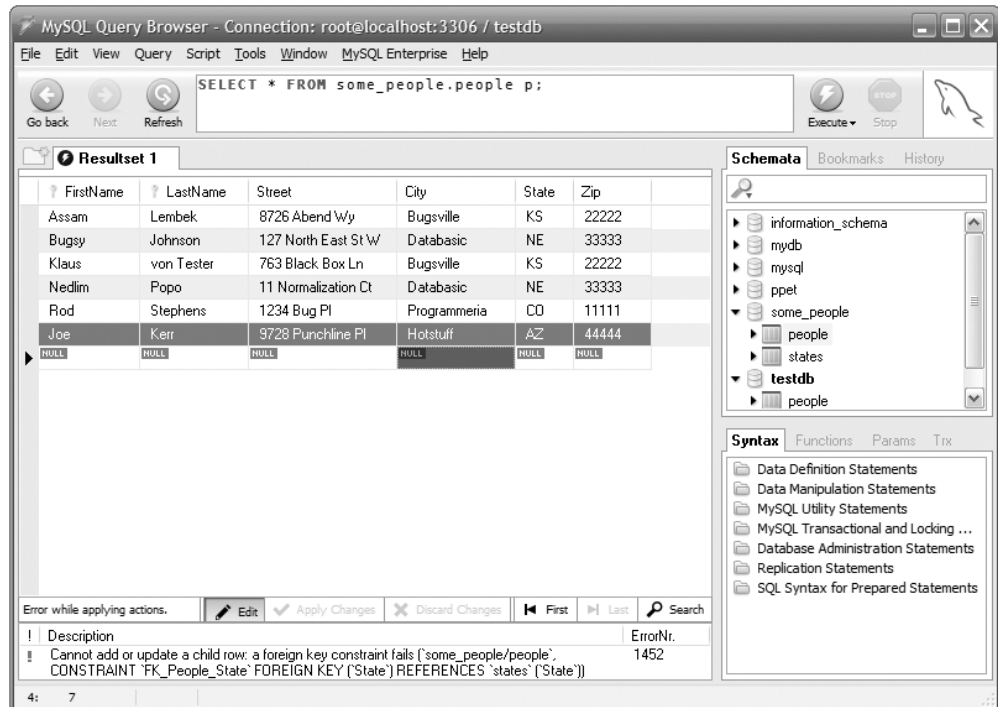 MySQL Query Browser - Connection: root@localhost:3306 / testdb
File Edit View Query Script Tools Window MySQL Enterprise Help
SELECT * FROM some_people.people p;
Go back Next Refresh
Execute STOP Stop
Resultset 1
FirstName LastName Street City State Zip
Assam Lembek 8726 Abend Wy Bugsville KS 22222
Bugsy Johnson 127 North East St W Databasic NE 33333
Klaus von Tester 763 Black Box Ln Bugsville KS 22222
Nedlim Popo 11 Normalization Ct Databasic NE 33333
Rod Stephens 1234 Bug Pl Programmeria CO 11111
Joe Kerr 9728 Punchline Pl Hotstuff AZ 44444
NULL NULL NULL NULL NULL NULL
Schemata Bookmarks History
information_schema
mydb
mysql
ppet
some_people
people
states
testdb
people
Syntax Functions Params Trx
Data Definition Statements
Data Manipulation Statements
MySQL Utility Statements
MySQL Transactional and Locking ...
Database Administration Statements
Replication Statements
SQL Syntax for Prepared Statements
Error while applying actions. Edit Apply Changes Discard Changes First Last Search
! Description ErrorNr.
! Cannot add or update a child row: a foreign key constraint fails (`some_people/people`, 1452
CONSTRAINT `FK_People_State` FOREIGN KEY (`State`) REFERENCES `states` (`State`))
4: 7